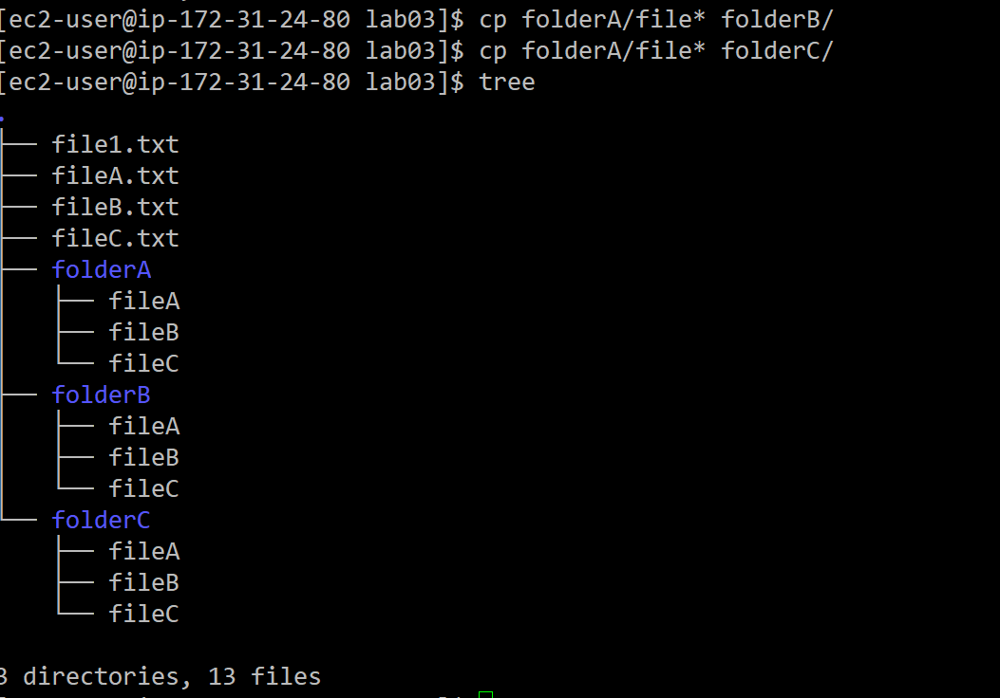 [ec2-user@ip-172-31-24-80 lab03]$ cp folderA/file* folderB/
[ec2-user@ip-172-31-24-80 lab03]$ cp folderA/file* folderC/
[ec2-user@ip-172-31-24-80 lab03]$ tree
.
├── file1.txt
├── fileA.txt
├── fileB.txt
├── fileC.txt
├── folderA
│   ├── fileA
│   ├── fileB
│   └── fileC
├── folderB
│   ├── fileA
│   ├── fileB
│   └── fileC
└── folderC
    ├── fileA
    ├── fileB
    └── fileC
3 directories, 13 files